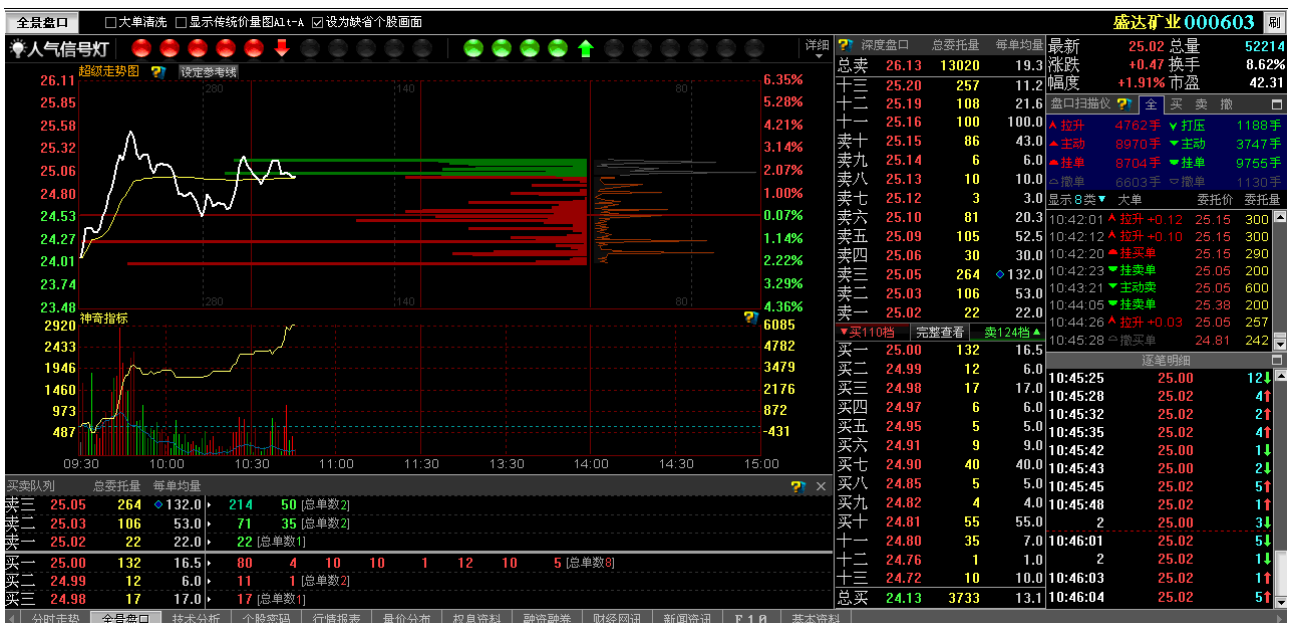 全景盘口 □大单清洗 □显示传统价量图Alt-A ☑设为缺省个股画面 盛达矿业000603 刷
人气信号灯 详细
超级走势图 设定参考线
26.11 280 140 80 6.35%
25.85 5.28%
25.58 4.21%
25.32 3.14%
25.06 2.07%
24.80 1.00%
24.53 0.07%
24.27 1.14%
24.01 2.22%
23.74 3.29%
23.48 280 140 80 4.36%
神奇指标
2920 6085
2433 4782
1946 3479
1460 2176
973 872
487 -431
09:30 10:00 10:30 11:00 11:30 13:30 14:00 14:30 15:00
买卖队列 总委托量 每单均量
卖三 25.05 264 132.0 214 50 [总单数2]
卖二 25.03 106 53.0 71 35 [总单数2]
卖一 25.02 22 22.0 22 [总单数1]
买一 25.00 132 16.5 80 4 10 10 1 12 10 5 [总单数8]
买二 24.99 12 6.0 11 1 [总单数2]
买三 24.98 17 17.0 17 [总单数1]
深度盘口 总委托量 每单均量
总卖 26.13 13020 19.3
十三 25.20 257 11.2
十二 25.19 108 21.6
十一 25.16 100 100.0
卖十 25.15 86 43.0
卖九 25.14 6 6.0
卖八 25.13 10 10.0
卖七 25.12 3 3.0
卖六 25.10 81 20.3
卖五 25.09 105 52.5
卖四 25.06 30 30.0
卖三 25.05 264 132.0
卖二 25.03 106 53.0
卖一 25.02 22 22.0
▼买110档 完整查看 卖124档▲
买一 25.00 132 16.5
买二 24.99 12 6.0
买三 24.98 17 17.0
买四 24.97 6 6.0
买五 24.95 5 5.0
买六 24.91 9 9.0
买七 24.90 40 40.0
买八 24.85 5 5.0
买九 24.82 4 4.0
买十 24.81 55 55.0
十一 24.80 35 7.0
十二 24.76 1 1.0
十三 24.72 10 10.0
总买 24.13 3733 13.1
最新 25.02 总量 52214
涨跌 +0.47 换手 8.62%
幅度 +1.91% 市盈 42.31
盘口扫描仪 全 买 卖 撤
拉升 4762手 打压 1188手
主动 8970手 主动 3747手
挂单 8704手 挂单 9755手
撤单 6603手 撤单 1130手
显示8类▼ 大单 委托价 委托量
10:42:01 拉升 +0.12 25.15 300
10:42:12 拉升 +0.10 25.15 300
10:42:20 挂买单 25.15 290
10:42:23 挂卖单 25.05 200
10:43:21 主动卖 25.05 600
10:44:05 挂卖单 25.38 200
10:44:26 拉升 +0.03 25.05 257
10:45:28 撤买单 24.81 242
逐笔明细
10:45:25 25.00 12↓
10:45:28 25.02 4↑
10:45:32 25.02 2↑
10:45:35 25.02 4↑
10:45:42 25.00 1↓
10:45:43 25.00 2↓
10:45:45 25.02 5↑
10:45:48 25.02 1↑
2 25.00 3↓
10:46:01 25.02 5↓
2 25.02 1↓
10:46:03 25.02 1↑
10:46:04 25.02 5↑
分时走势 全景盘口 技术分析 个股密码 行情报表 量价分布 权息资料 融资融券 财经网讯 新闻资讯 F10 基本资料